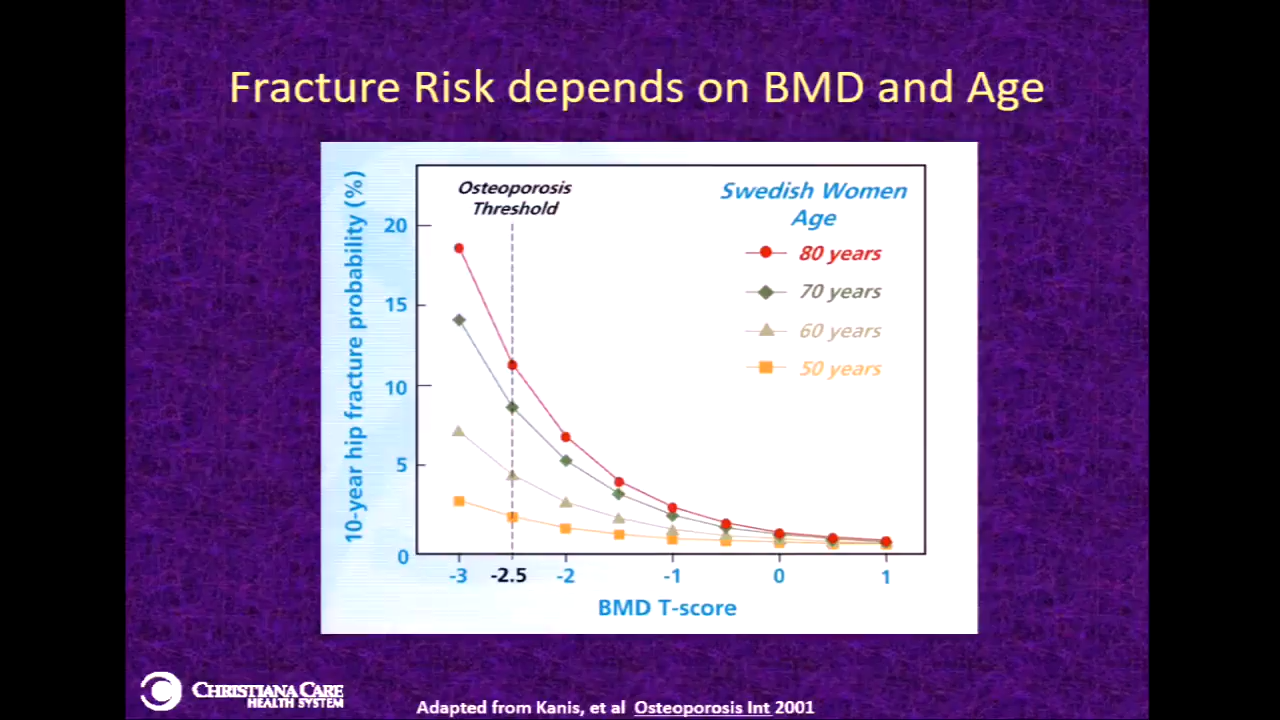 Fracture Risk depends on BMD and Age
Osteoporosis
Threshold
Swedish Women
Age
80 years
70 years
60 years
50 years
10-year hip fracture probability (%)
20
15
10
5
0
-3 -2.5 -2 -1 0 1
BMD T-score
CHRISTIANA CARE
HEALTH SYSTEM
Adapted from Kanis, et al Osteoporosis Int 2001